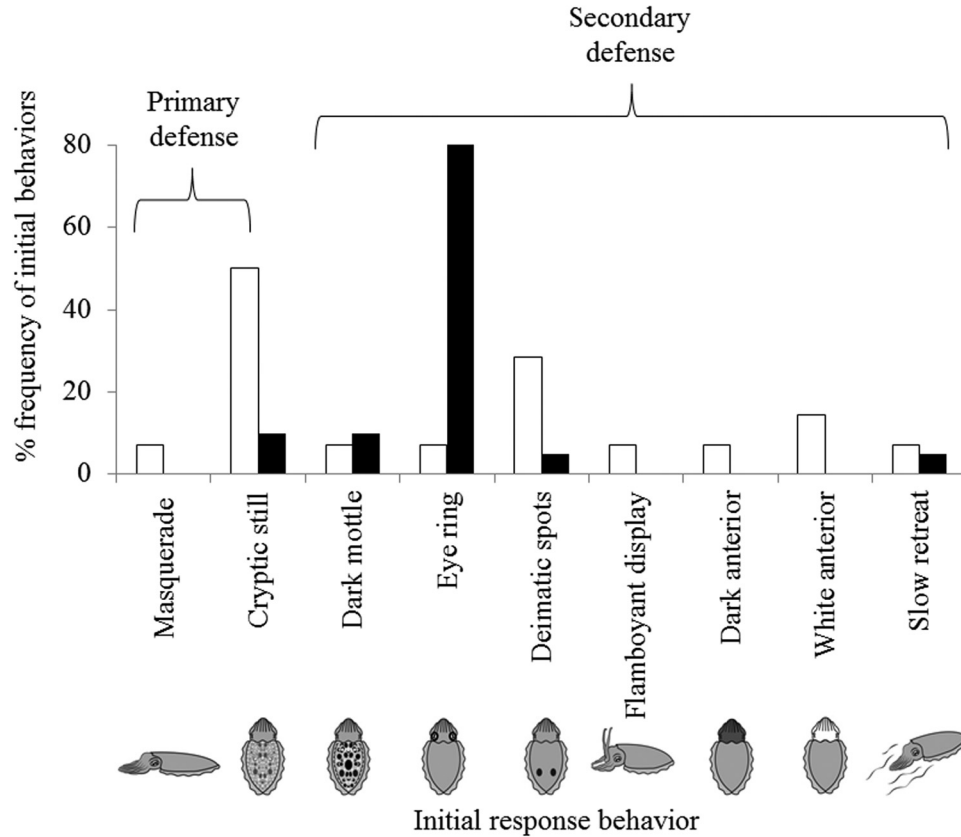 Secondary
defense
Primary
defense
% frequency of initial behaviors
80
60
40
20
0
Masquerade
Cryptic still
Dark mottle
Eye ring
Deimatic spots
Flamboyant display
Dark anterior
White anterior
Slow retreat
Initial response behavior